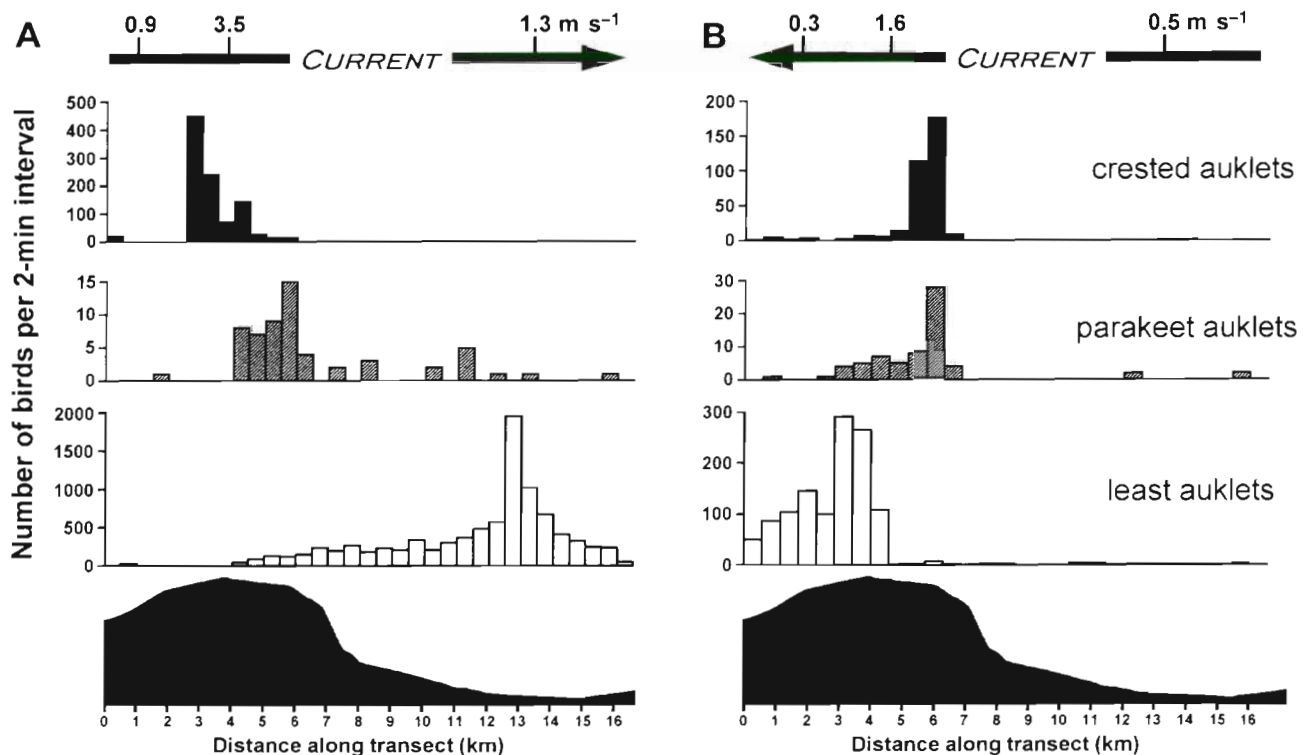 A
0.9 3.5 1.3 m s⁻¹
CURRENT
Number of birds per 2-min interval
500
400
300
200
100
0
15
10
5
0
2000
1500
1000
500
0
0 1 2 3 4 5 6 7 8 9 10 11 12 13 14 15 16
Distance along transect (km)
B
0.3 1.6 0.5 m s⁻¹
CURRENT
200
150
100
50
0
crested auklets
30
20
10
0
parakeet auklets
300
200
100
0
least auklets
0 1 2 3 4 5 6 7 8 9 10 11 12 13 14 15 16
Distance along transect (km)